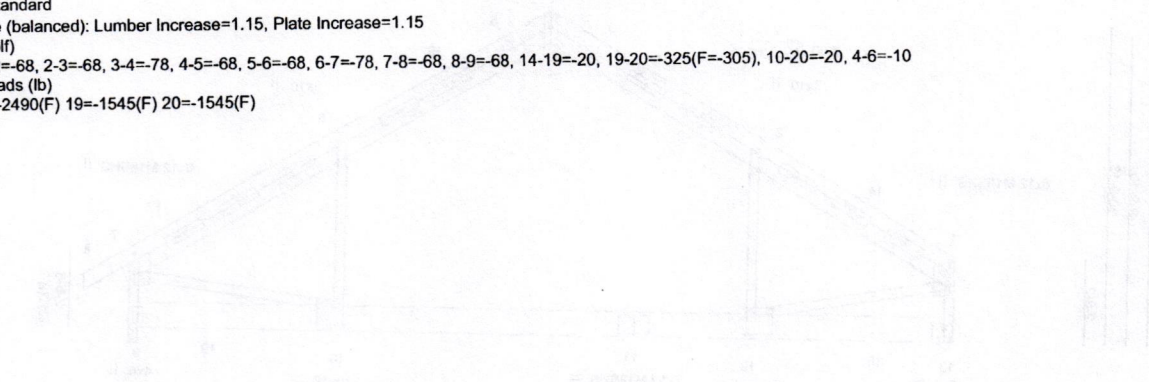 andard
(balanced): Lumber Increase=1.15, Plate Increase=1.15
lf)
=-68, 2-3=-68, 3-4=-78, 4-5=-68, 5-6=-68, 6-7=-78, 7-8=-68, 8-9=-68, 14-19=-20, 19-20=-325(F=-305), 10-20=-20, 4-6=-10
ads (lb)
-2490(F) 19=-1545(F) 20=-1545(F)